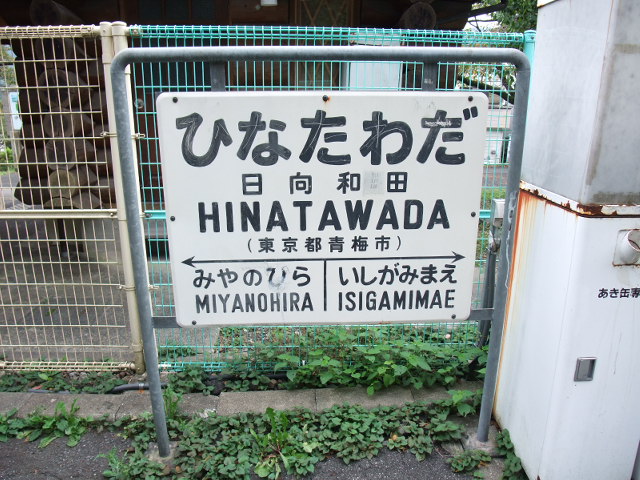 ひなたわだ
日向和田
HINATAWADA
(東京都青梅市)
みやのひら いしがみまえ
MIYANOHIRA ISIGAMIMAE
あき缶専